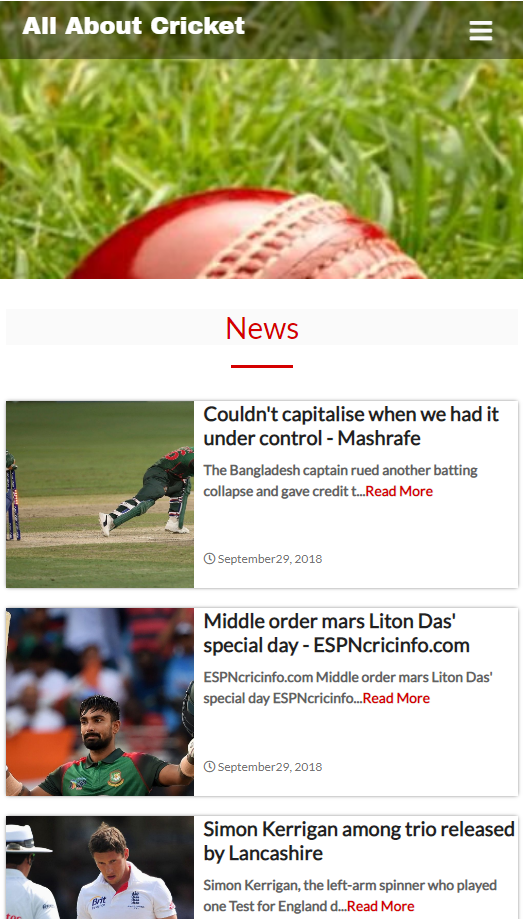 All About Cricket
News
Couldn't capitalise when we had it
under control - Mashrafe
The Bangladesh captain rued another batting
collapse and gave credit t...Read More
September29, 2018
Middle order mars Liton Das'
special day - ESPNcricinfo.com
ESPNcricinfo.com Middle order mars Liton Das'
special day ESPNcricinfo...Read More
September29, 2018
Simon Kerrigan among trio released
by Lancashire
Simon Kerrigan, the left-arm spinner who played
one Test for England d...Read More